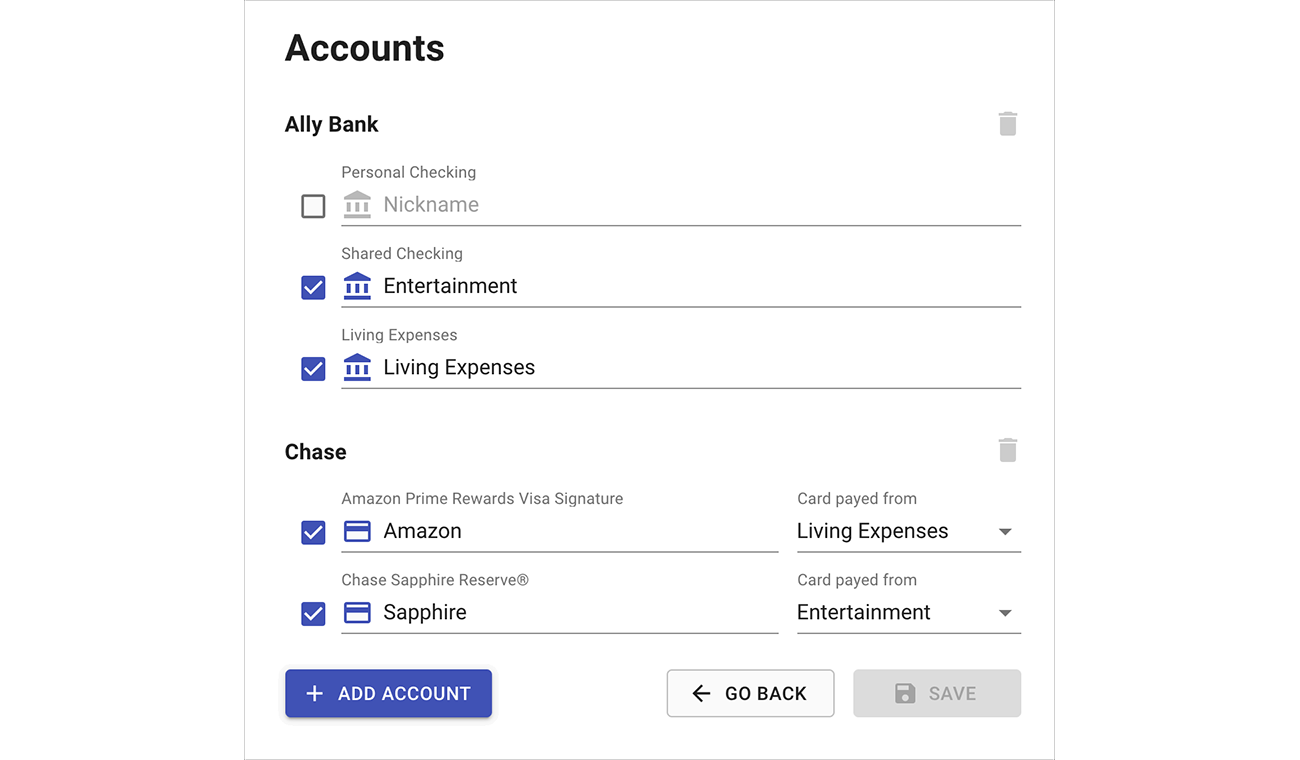 Accounts
Ally Bank
Personal Checking
Nickname
Shared Checking
Entertainment
Living Expenses
Living Expenses
Chase
Amazon Prime Rewards Visa Signature
Card payed from
Amazon
Living Expenses
Chase Sapphire Reserve®
Card payed from
Sapphire
Entertainment
ADD ACCOUNT
GO BACK
SAVE